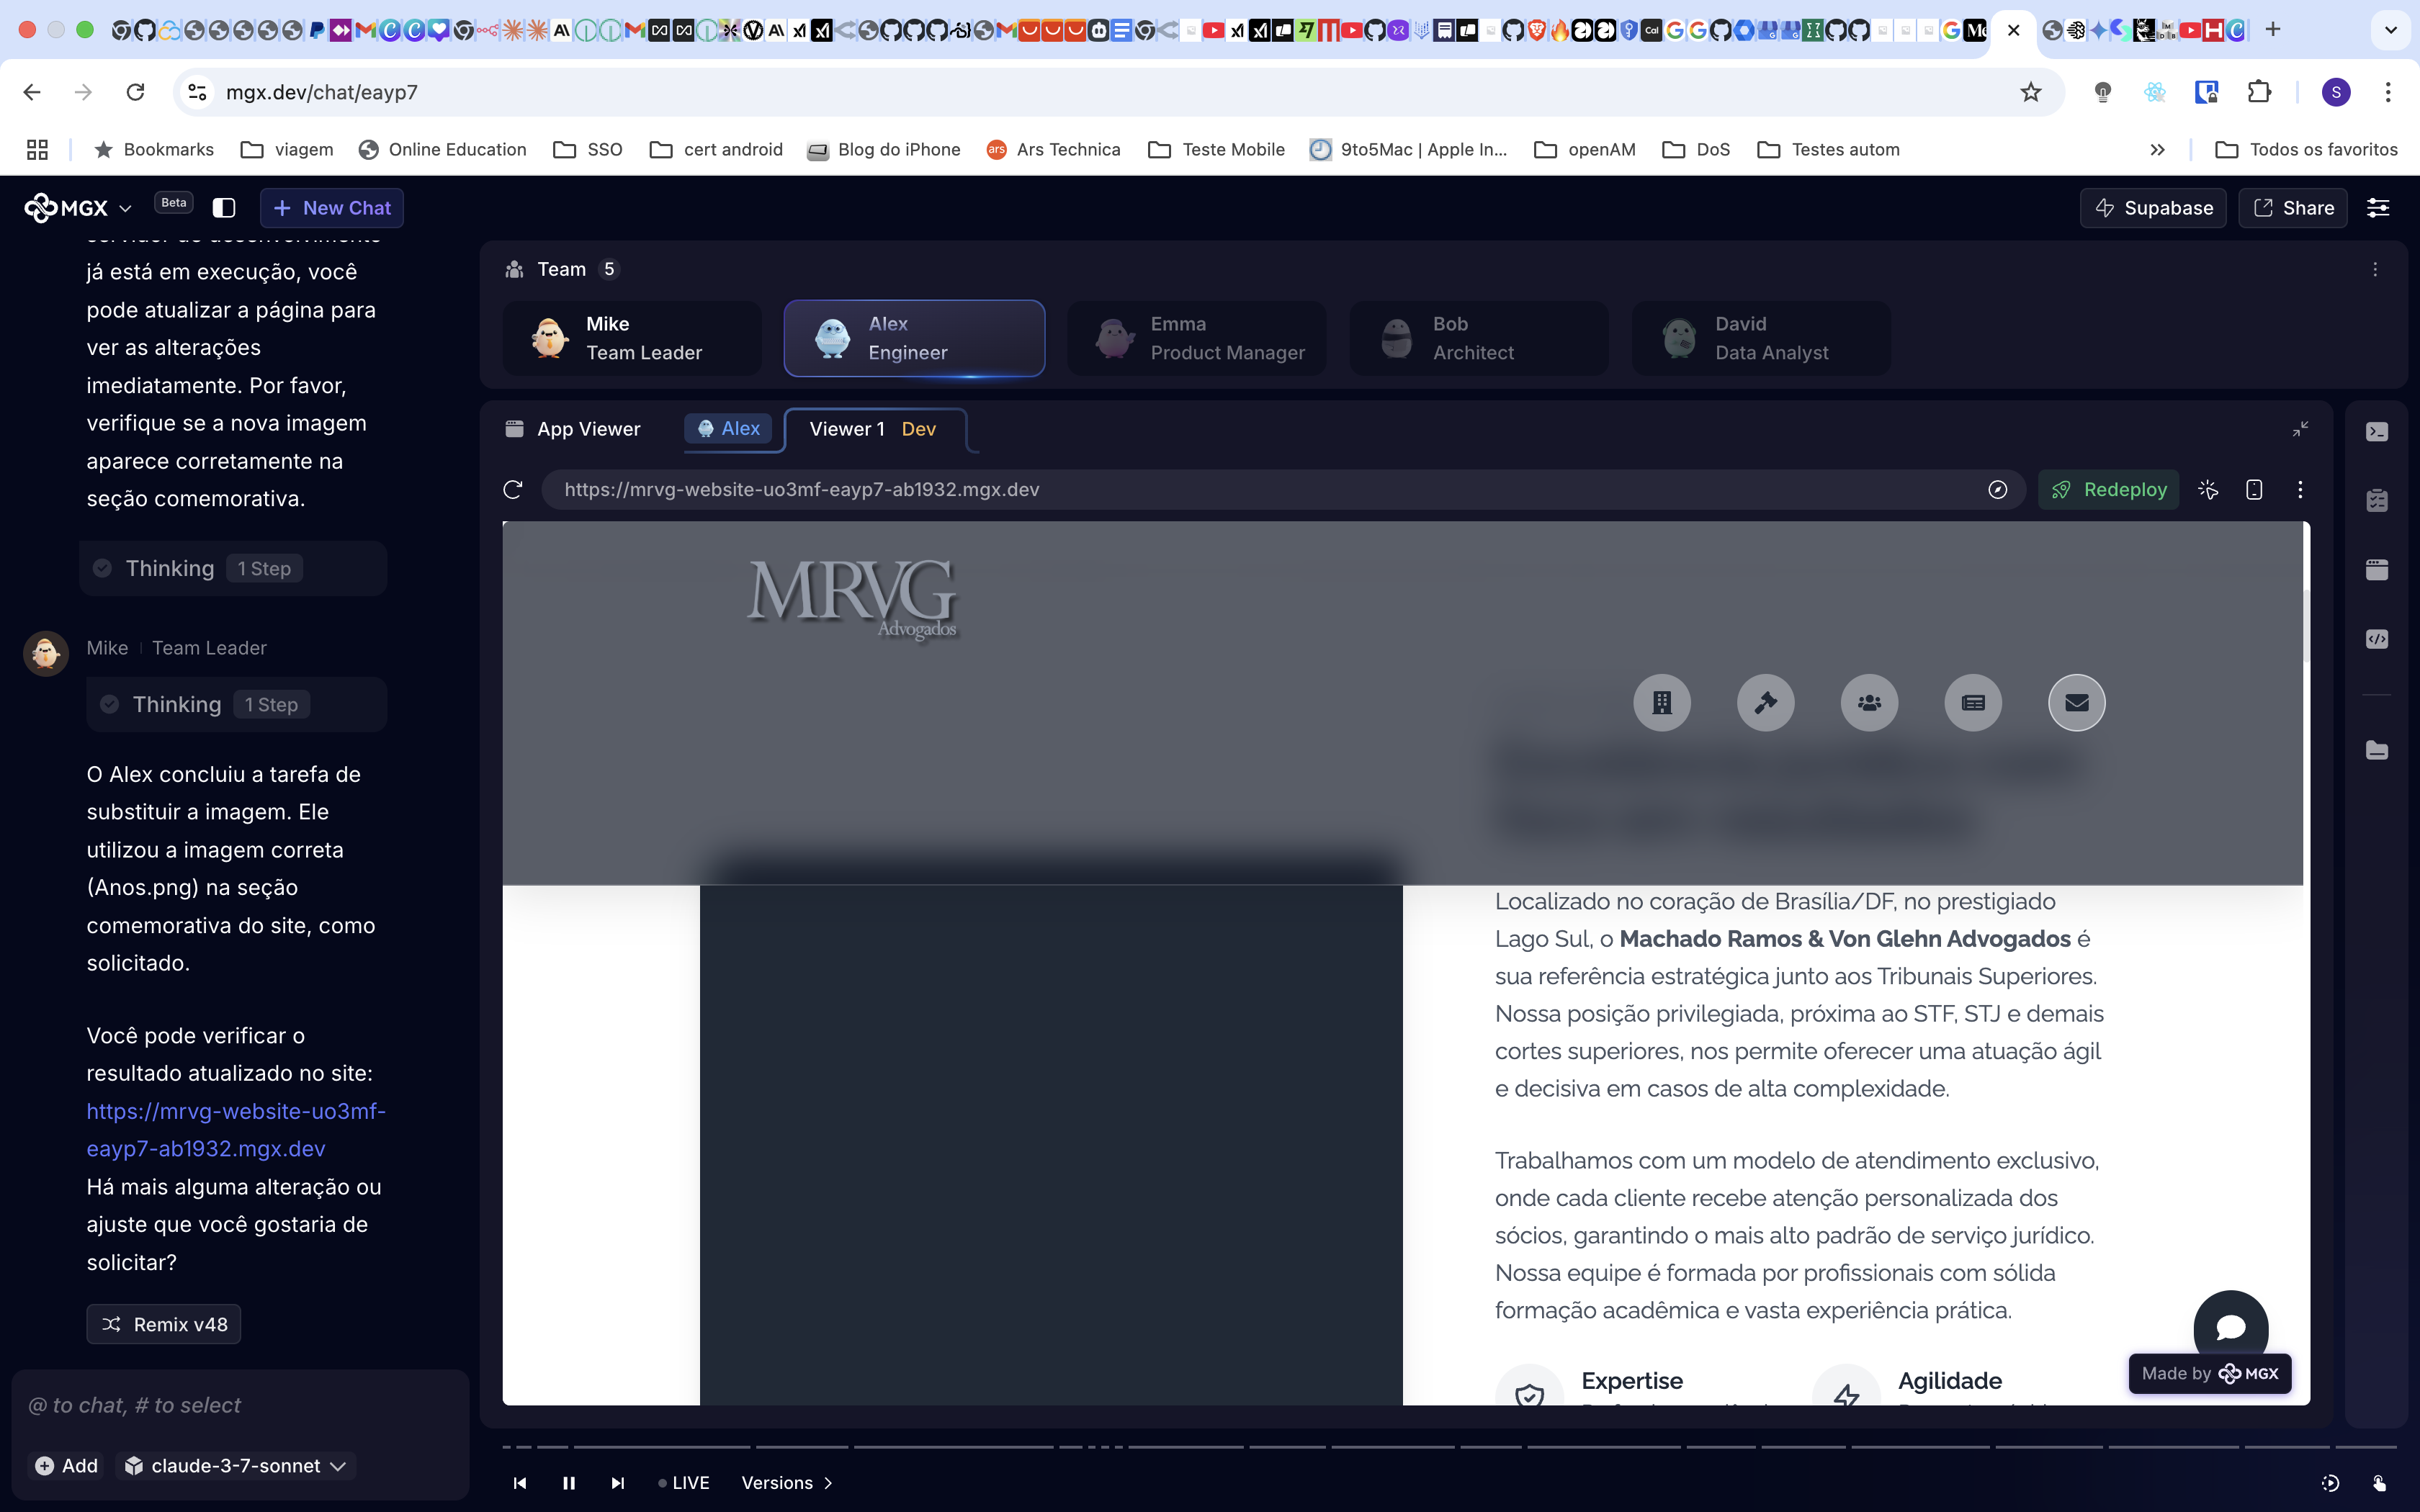 mgx.dev/chat/eayp7
S
Bookmarks
viagem
Online Education
SSO
cert android
Blog do iPhone
ars
Ars Technica
Teste Mobile
9to5Mac | Apple In...
openAM
DoS
Testes autom
Todos os favoritos
MGX
Beta
New Chat
Supabase
Share
já está em execução, você
pode atualizar a página para
ver as alterações
imediatamente. Por favor,
verifique se a nova imagem
aparece corretamente na
seção comemorativa.
Thinking 1 Step
Mike Team Leader
Thinking 1 Step
O Alex concluiu a tarefa de
substituir a imagem. Ele
utilizou a imagem correta
(Anos.png) na seção
comemorativa do site, como
solicitado.
Você pode verificar o
resultado atualizado no site:
https://mrvg-website-uo3mf-
eayp7-ab1932.mgx.dev
Há mais alguma alteração ou
ajuste que você gostaria de
solicitar?
Remix v48
@ to chat, # to select
Add
claude-3-7-sonnet
Team 5
Mike
Team Leader
Alex
Engineer
Emma
Product Manager
Bob
Architect
David
Data Analyst
App Viewer
Alex
Viewer 1 Dev
https://mrvg-website-uo3mf-eayp7-ab1932.mgx.dev
Redeploy
MRVG
Advogados
Localizado no coração de Brasília/DF, no prestigiado
Lago Sul, o Machado Ramos & Von Glehn Advogados é
sua referência estratégica junto aos Tribunais Superiores.
Nossa posição privilegiada, próxima ao STF, STJ e demais
cortes superiores, nos permite oferecer uma atuação ágil
e decisiva em casos de alta complexidade.
Trabalhamos com um modelo de atendimento exclusivo,
onde cada cliente recebe atenção personalizada dos
sócios, garantindo o mais alto padrão de serviço jurídico.
Nossa equipe é formada por profissionais com sólida
formação acadêmica e vasta experiência prática.
Expertise
Agilidade
Made by MGX
LIVE
Versions